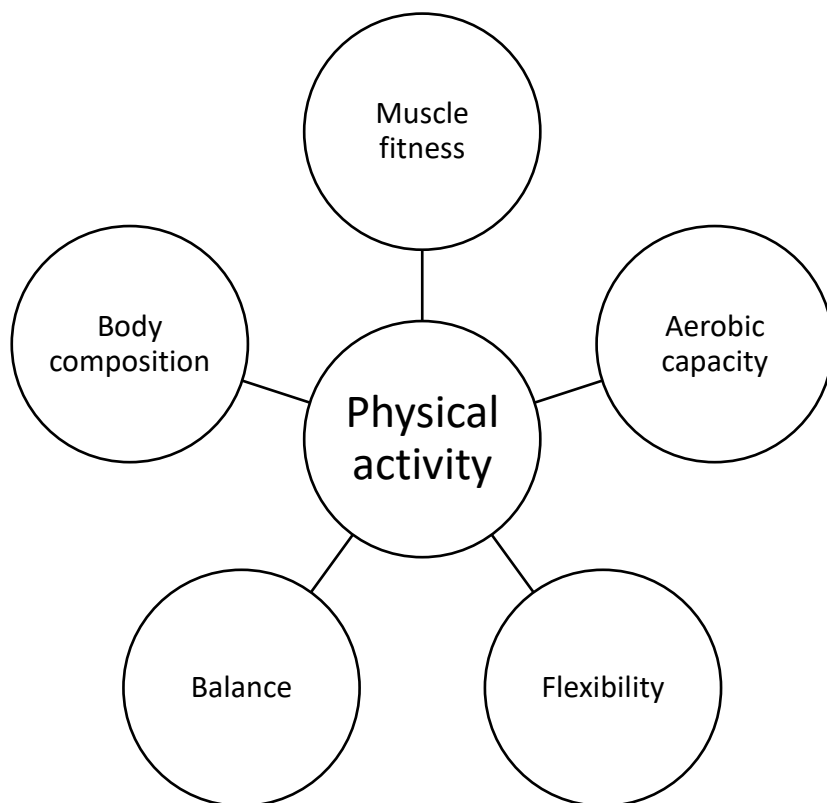 Muscle
fitness
Body
composition
Aerobic
capacity
Physical
activity
Balance
Flexibility